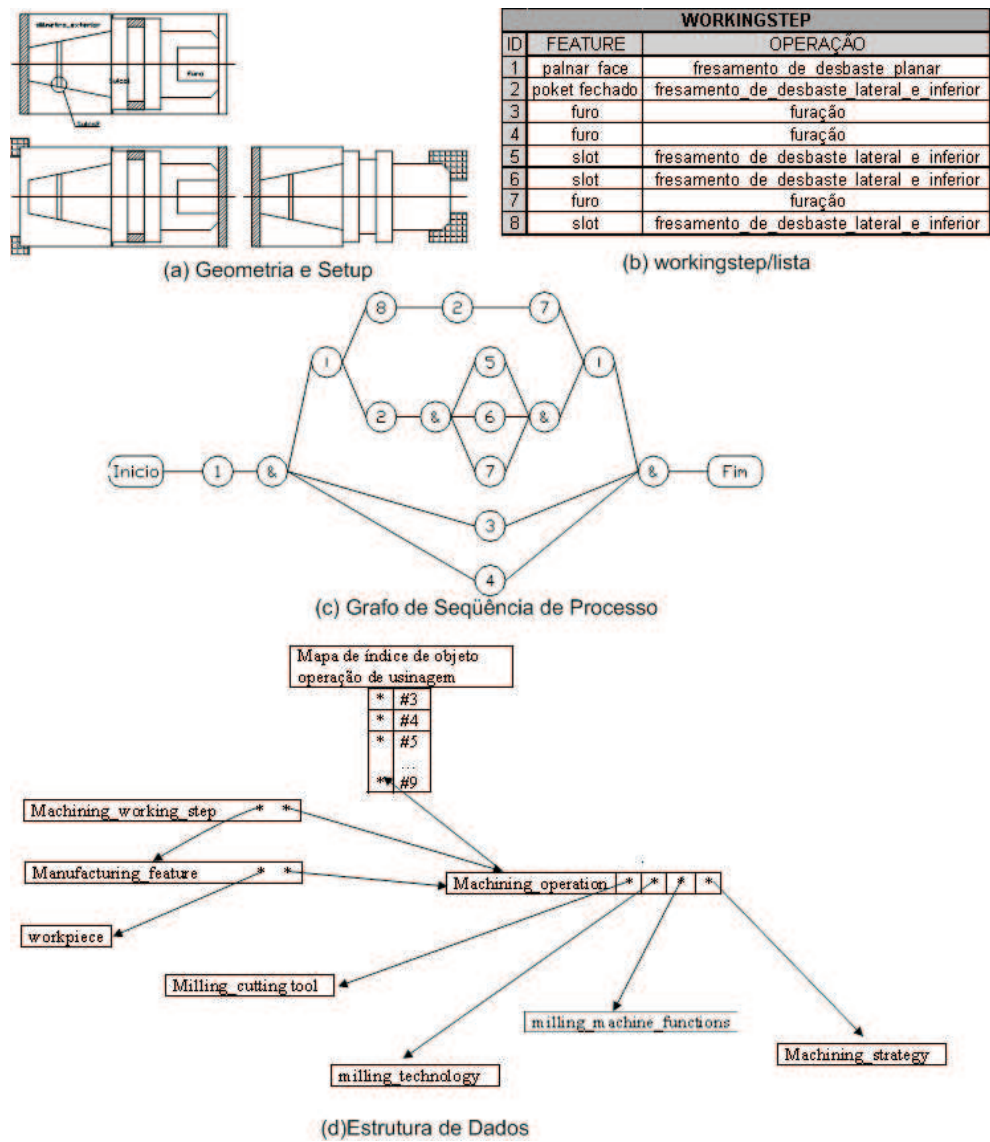 diâmetro_exterior
Sulco1
Furo
Sulco2
(a) Geometria e Setup
WORKINGSTEP
ID FEATURE OPERAÇÃO
1 palnar face fresamento de desbaste planar
2 poket fechado fresamento_de_desbaste_lateral_e_inferior
3 furo furação
4 furo furação
5 slot fresamento de desbaste lateral e inferior
6 slot fresamento de desbaste lateral e inferior
7 furo furação
8 slot fresamento_de_desbaste_lateral_e_inferior
(b) workingstep/lista
8 2 7
1 5 1
2 & 6 &
7
Inicio 1 & & Fim
3
4
(c) Grafo de Seqüência de Processo
Mapa de índice de objeto
operação de usinagem
* #3
* #4
* #5
...
* #9
Machining_working_step * *
Manufacturing_feature * *
Machining_operation * * * *
workpiece
Milling_cutting tool
milling_machine_functions
Machining_strategy
milling_technology
(d)Estrutura de Dados